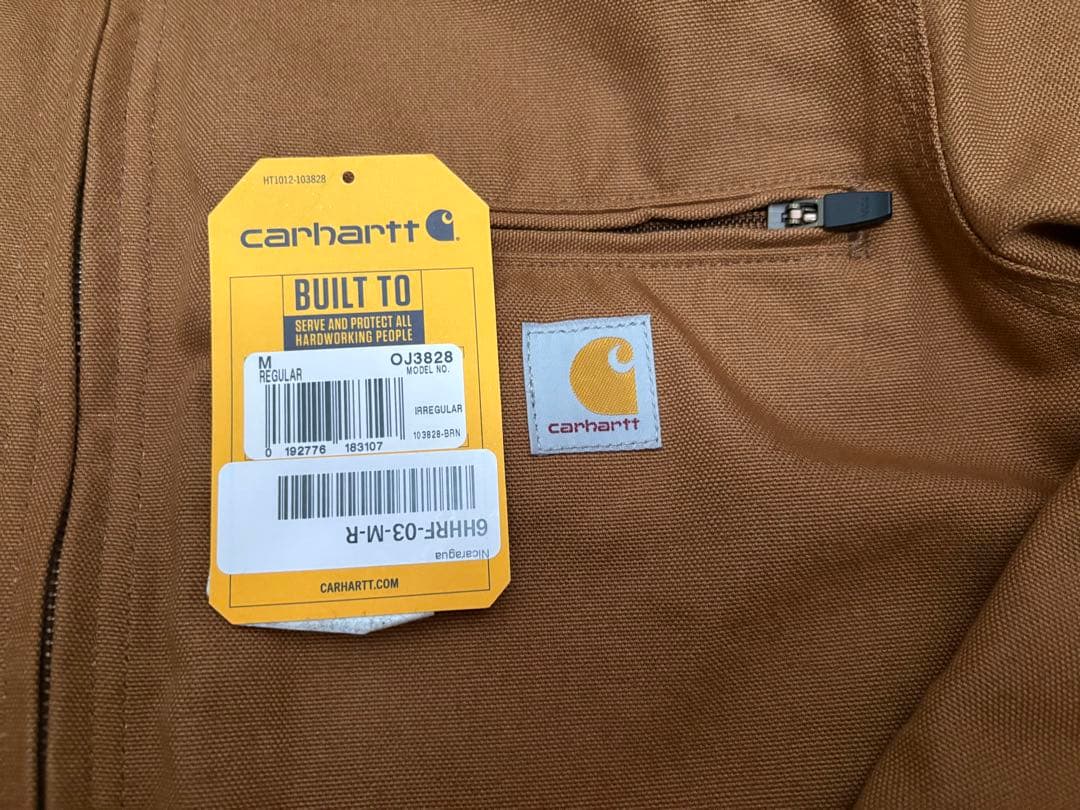 HT1012-103828
carhartt
BUILT TO
SERVE AND PROTECT ALL
HARDWORKING PEOPLE
M OJ3828
REGULAR MODEL NO.
IRREGULAR
103828-BRN
0 192776 183107
6HHRF-03-M-R
Nicaragua
CARHARTT.COM
carhartt